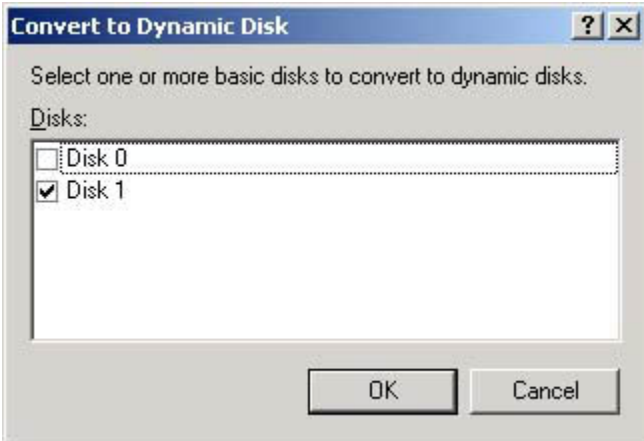 Convert to Dynamic Disk
Select one or more basic disks to convert to dynamic disks.
Disks:
Disk 0
Disk 1
OK
Cancel